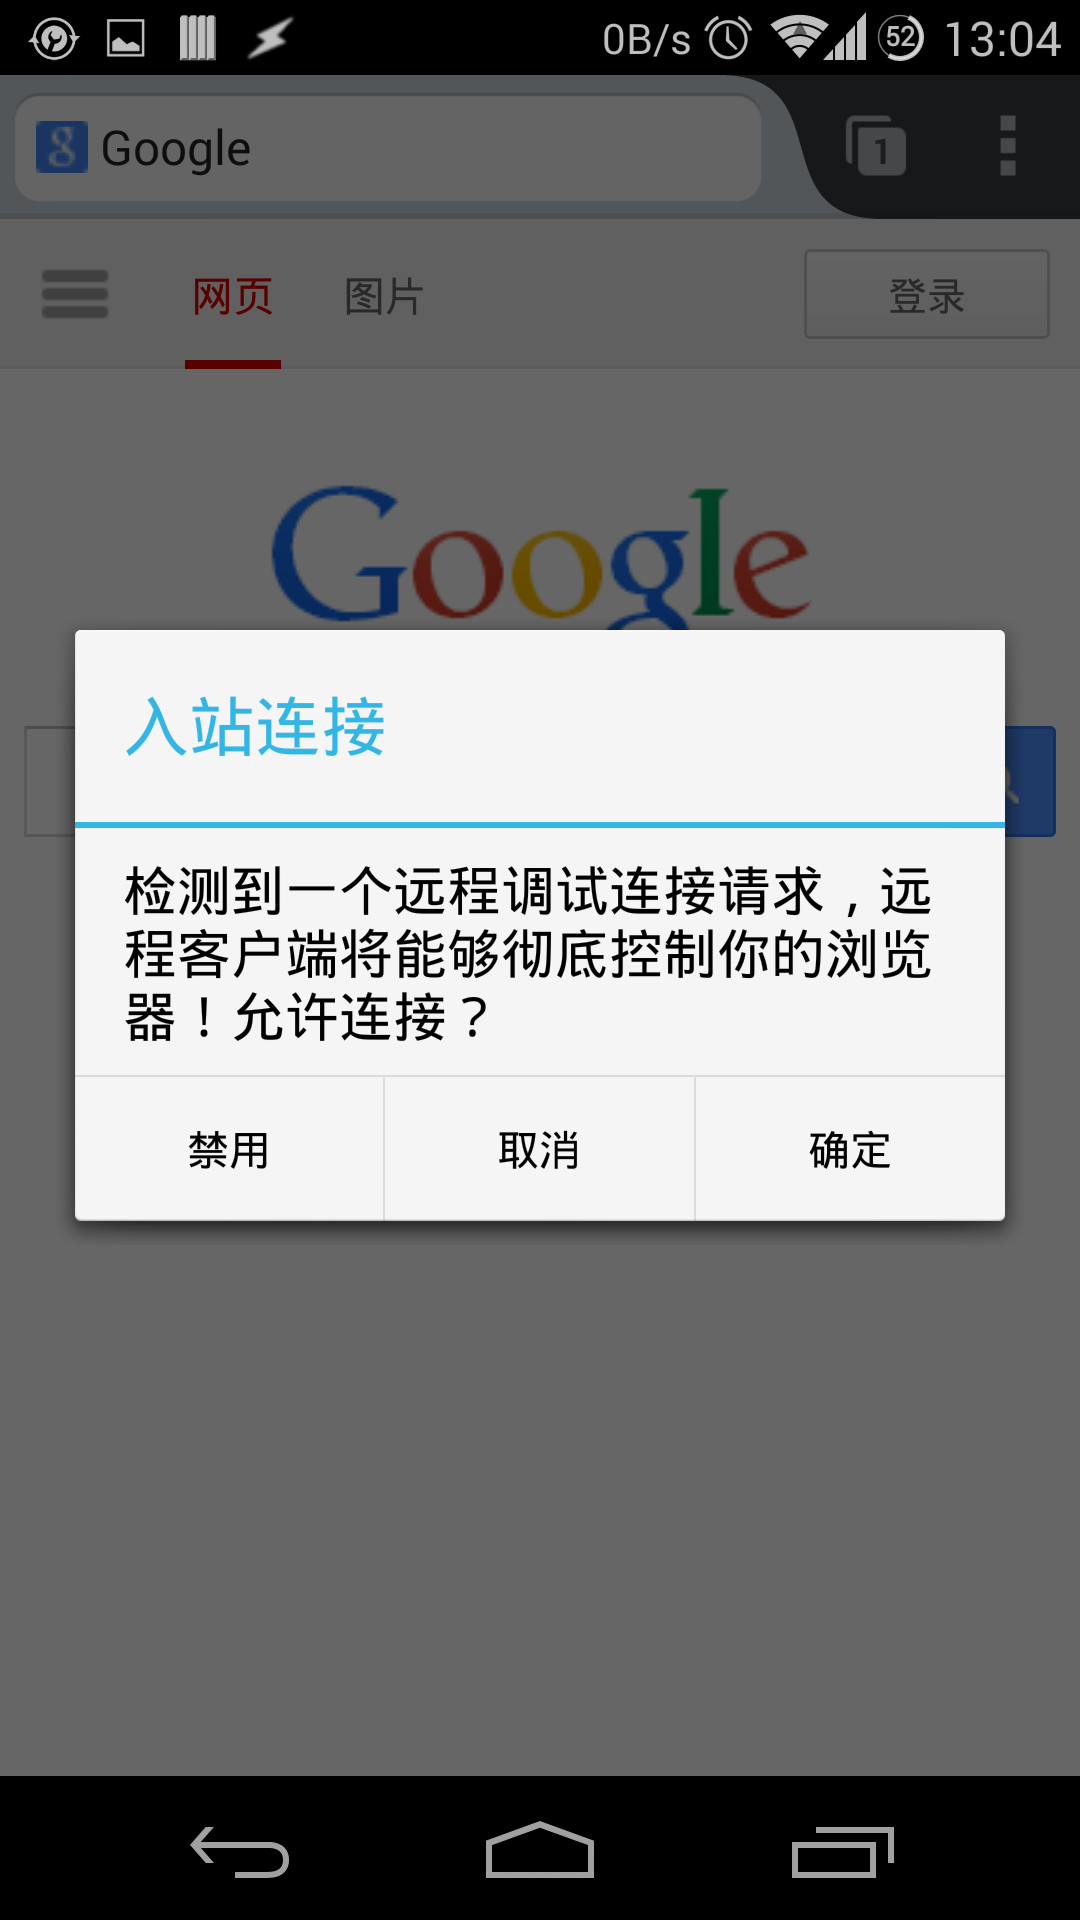 0B/s 52 13:04
8 Google 1
网页 图片 登录
Google
入站连接
检测到一个远程调试连接请求，远
程客户端将能够彻底控制你的浏览
器！允许连接？
禁用 取消 确定